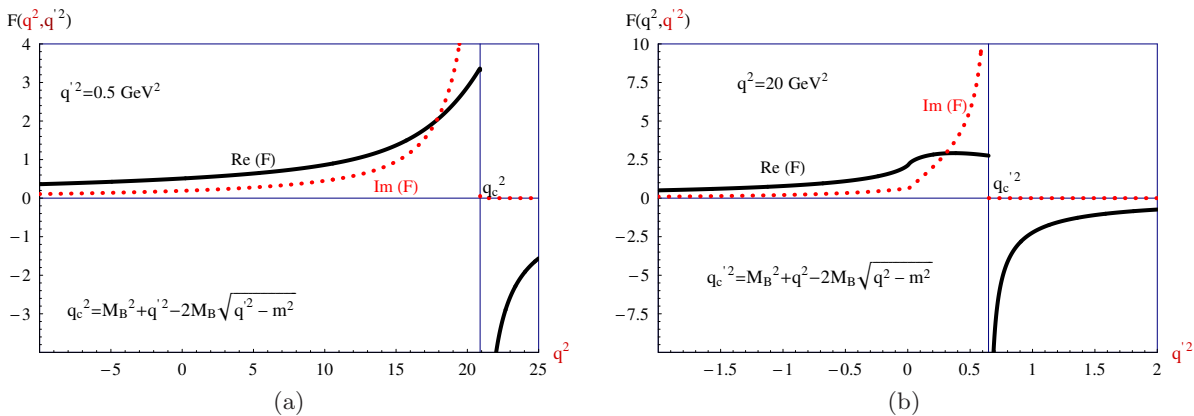 F(q²,q'²)
4
3
2
1
0
−1
−2
−3
−5
0
5
10
15
20
25
q'²=0.5 GeV²
Re (F)
Im (F)
q_c²
q_c²=M_B²+q'²−2M_B√(q'² − m²)
q²
(a)
F(q²,q'²)
10
7.5
5
2.5
0
−2.5
−5
−7.5
−1.5
−1
−0.5
0
0.5
1
1.5
2
q²=20 GeV²
Im (F)
Re (F)
q_c'²
q_c'²=M_B²+q²−2M_B√(q² − m²)
q'²
(b)